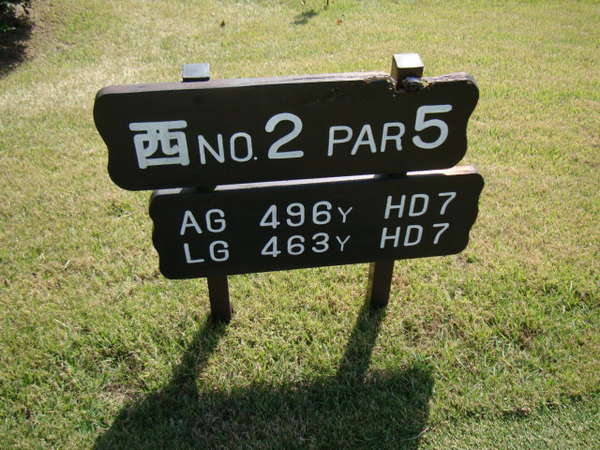 西 NO. 2 PAR 5
AG 496Y HD 7
LG 463Y HD 7